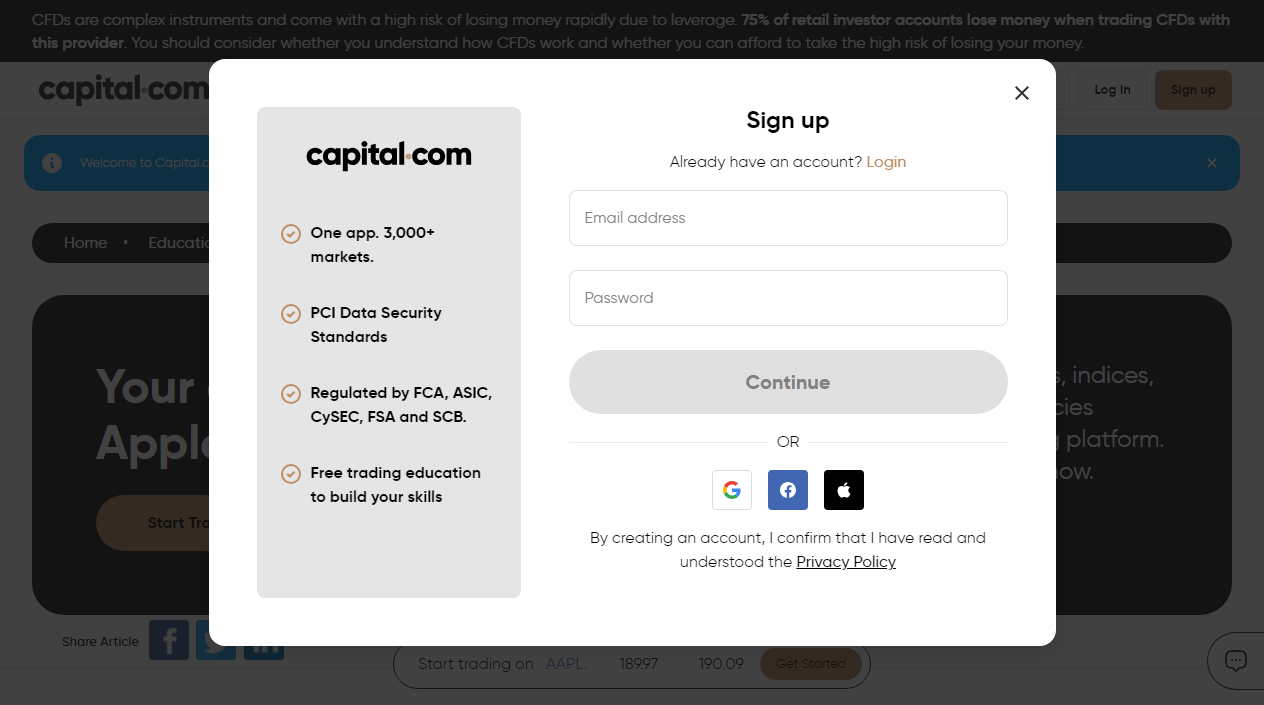 CFDs are complex instruments and come with a high risk of losing money rapidly due to leverage. 75% of retail investor accounts lose money when trading CFDs with
this provider. You should consider whether you understand how CFDs work and whether you can afford to take the high risk of losing your money.
capital.com
Log In
Sign up
Welcome to Capital.c
Home
•
Educatio
Your
Apple
s, indices,
cies
platform.
now.
Start Tra
capital.com
One app. 3,000+
markets.
PCI Data Security
Standards
Regulated by FCA, ASIC,
CySEC, FSA and SCB.
Free trading education
to build your skills
Sign up
Already have an account? Login
Email address
Password
Continue
OR
By creating an account, I confirm that I have read and
understood the Privacy Policy
Share Article
Start trading on AAPL. 189.97 190.09 Get Started